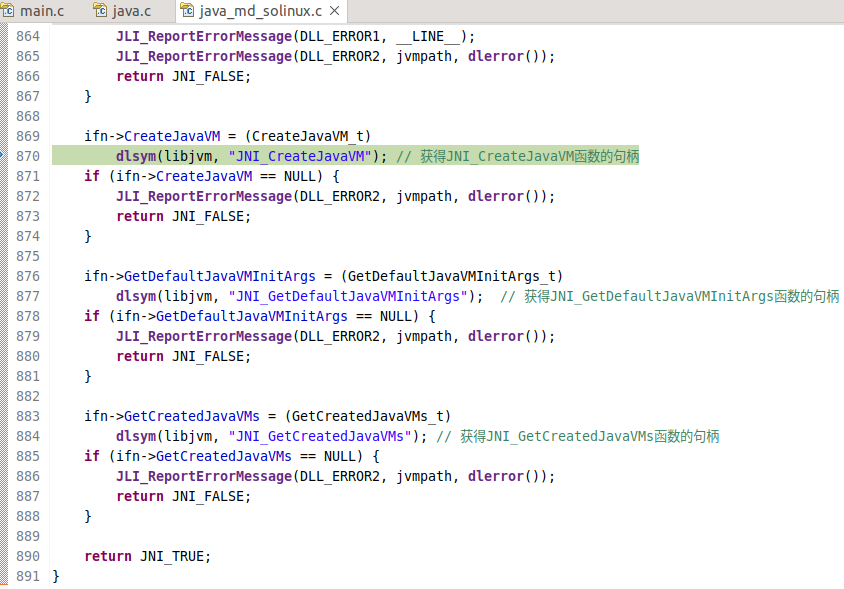 main.c java.c java_md_solinux.c
864 JLI_ReportErrorMessage(DLL_ERROR1, __LINE__);
865 JLI_ReportErrorMessage(DLL_ERROR2, jvmpath, dlerror());
866 return JNI_FALSE;
867 }
868
869 ifn->CreateJavaVM = (CreateJavaVM_t)
870 dlsym(libjvm, "JNI_CreateJavaVM"); // 获得JNI_CreateJavaVM函数的句柄
871 if (ifn->CreateJavaVM == NULL) {
872 JLI_ReportErrorMessage(DLL_ERROR2, jvmpath, dlerror());
873 return JNI_FALSE;
874 }
875
876 ifn->GetDefaultJavaVMInitArgs = (GetDefaultJavaVMInitArgs_t)
877 dlsym(libjvm, "JNI_GetDefaultJavaVMInitArgs"); // 获得JNI_GetDefaultJavaVMInitArgs函数的句柄
878 if (ifn->GetDefaultJavaVMInitArgs == NULL) {
879 JLI_ReportErrorMessage(DLL_ERROR2, jvmpath, dlerror());
880 return JNI_FALSE;
881 }
882
883 ifn->GetCreatedJavaVMs = (GetCreatedJavaVMs_t)
884 dlsym(libjvm, "JNI_GetCreatedJavaVMs"); // 获得JNI_GetCreatedJavaVMs函数的句柄
885 if (ifn->GetCreatedJavaVMs == NULL) {
886 JLI_ReportErrorMessage(DLL_ERROR2, jvmpath, dlerror());
887 return JNI_FALSE;
888 }
889
890 return JNI_TRUE;
891 }